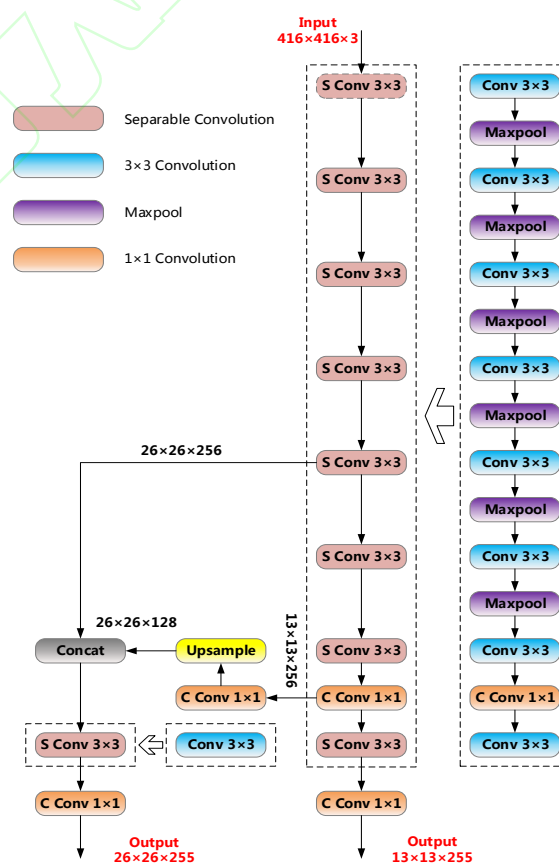 Input
416×416×3
Separable Convolution
3×3 Convolution
Maxpool
1×1 Convolution
S Conv 3×3
S Conv 3×3
S Conv 3×3
S Conv 3×3
S Conv 3×3
S Conv 3×3
S Conv 3×3
C Conv 1×1
S Conv 3×3
C Conv 1×1
Output
13×13×255
Conv 3×3
Maxpool
Conv 3×3
Maxpool
Conv 3×3
Maxpool
Conv 3×3
Maxpool
Conv 3×3
Maxpool
Conv 3×3
Maxpool
Conv 3×3
C Conv 1×1
Conv 3×3
26×26×256
26×26×128
13×13×256
Concat
Upsample
C Conv 1×1
S Conv 3×3
Conv 3×3
C Conv 1×1
Output
26×26×255